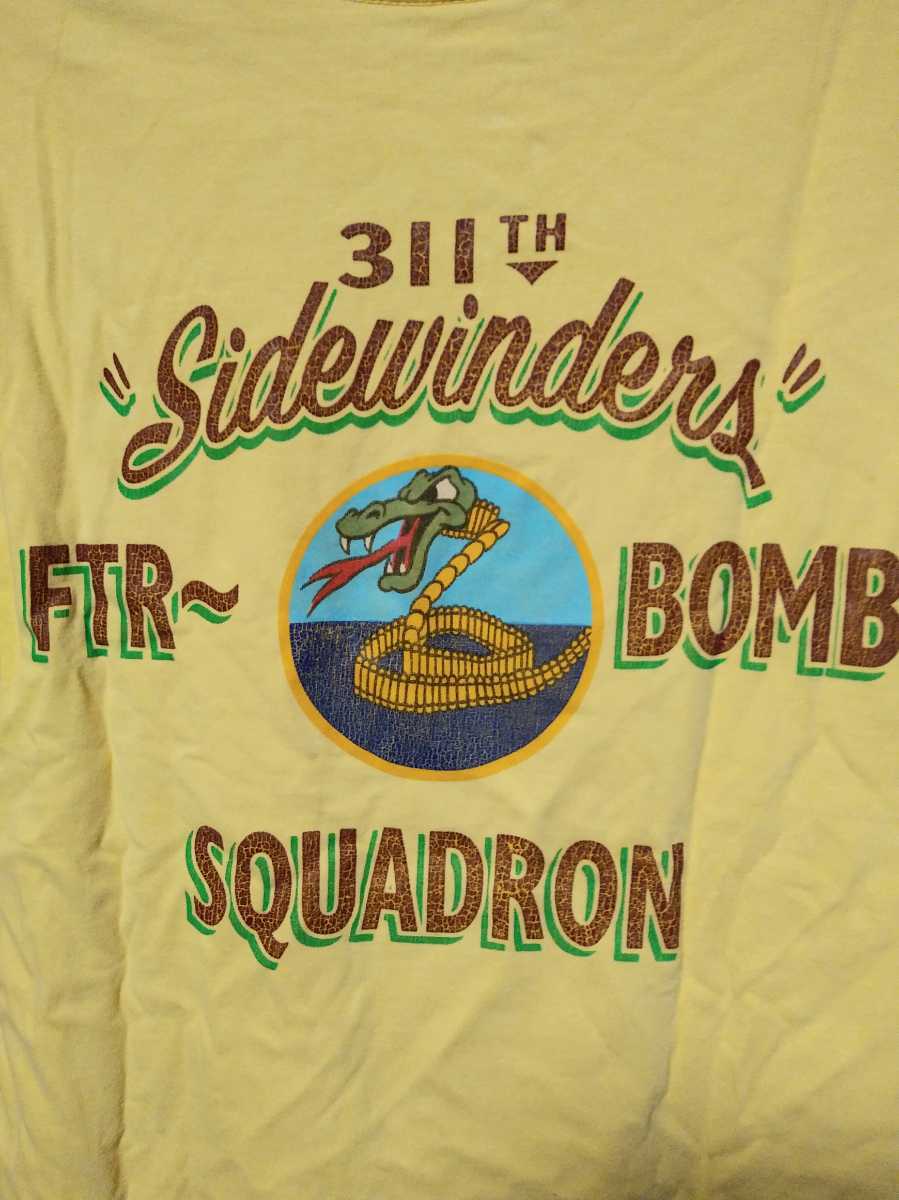 311TH
"Sidewinders"
FTR~ BOMB
SQUADRON